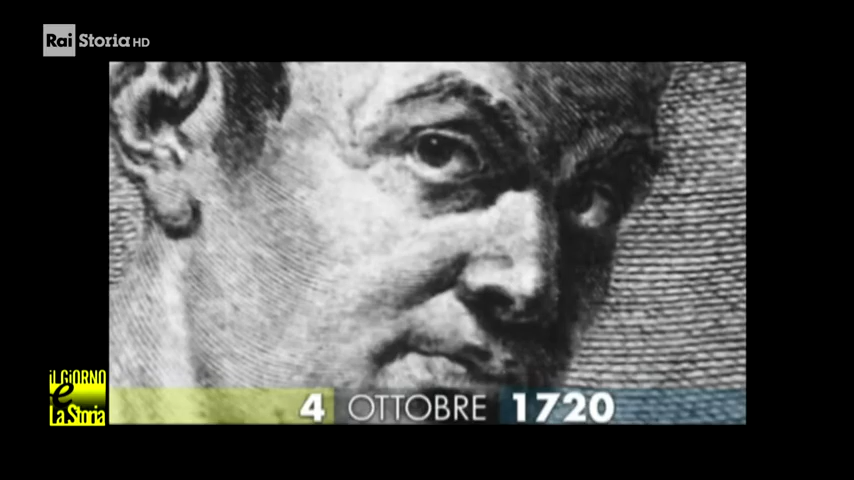 Rai Storia HD
iL GiORNO
è
La Storia
4 OTTOBRE 1720